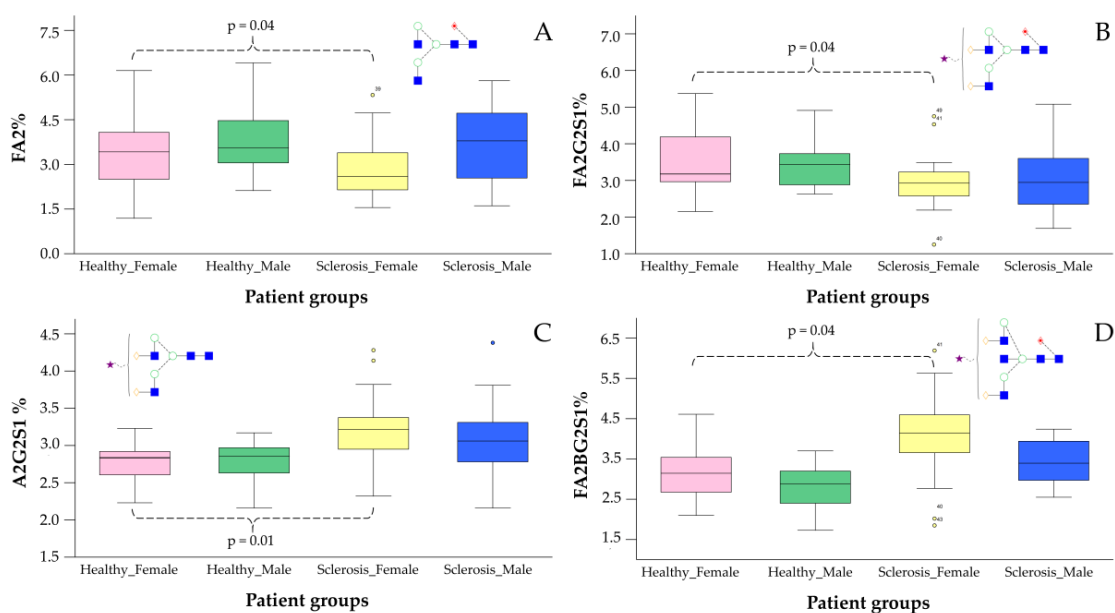 A
p = 0.04
FA2%
7.5
6.0
4.5
3.0
1.5
0.0
39
Healthy_Female Healthy_Male Sclerosis_Female Sclerosis_Male
Patient groups
B
p = 0.04
FA2G2S1%
7.0
6.0
5.0
4.0
3.0
2.0
1.0
49
41
40
Healthy_Female Healthy_Male Sclerosis_Female Sclerosis_Male
Patient groups
C
A2G2S1 %
4.5
4.0
3.5
3.0
2.5
2.0
1.5
p = 0.01
Healthy_Female Healthy_Male Sclerosis_Female Sclerosis_Male
Patient groups
D
p = 0.04
FA2BG2S1%
6.5
5.5
4.5
3.5
2.5
1.5
Healthy_Female Healthy_Male Sclerosis_Female Sclerosis_Male
Patient groups